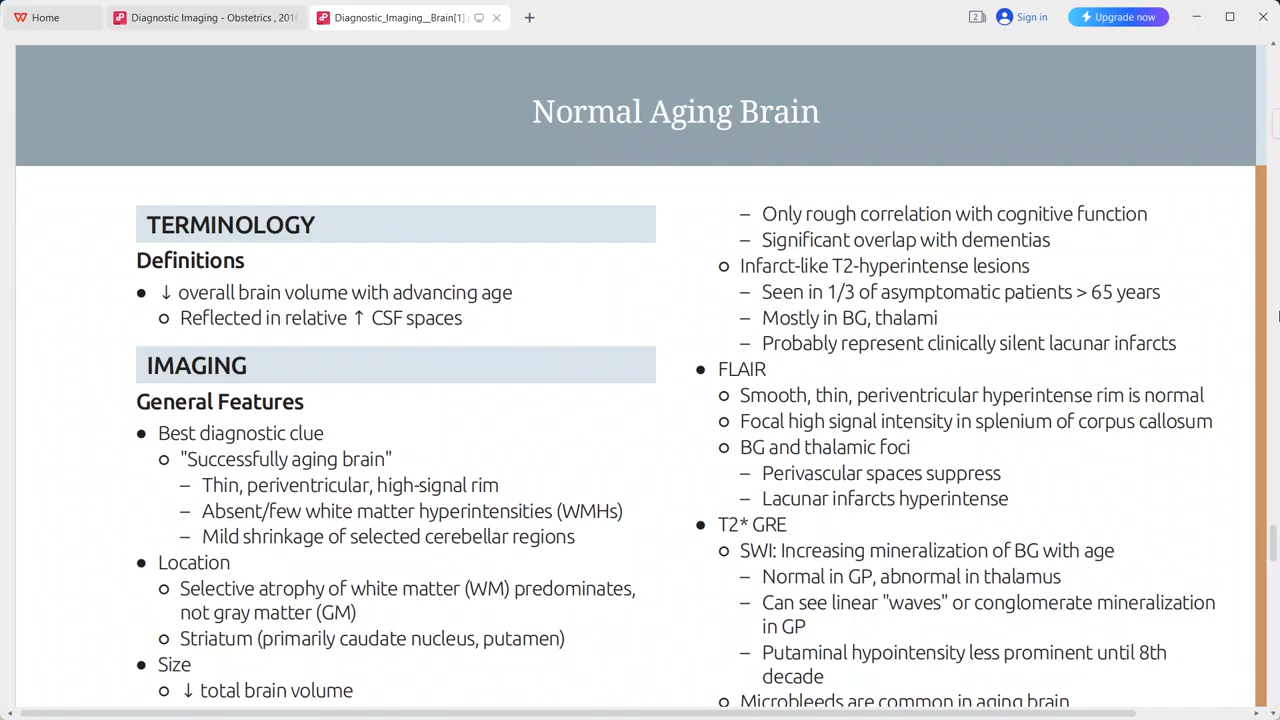 Home
Diagnostic Imaging - Obstetrics , 2016
Diagnostic_Imaging__Brain[1].
2
Sign in
Upgrade now
Normal Aging Brain
TERMINOLOGY
Definitions
● ↓ overall brain volume with advancing age
○ Reflected in relative ↑ CSF spaces
IMAGING
General Features
● Best diagnostic clue
○ "Successfully aging brain"
– Thin, periventricular, high-signal rim
– Absent/few white matter hyperintensities (WMHs)
– Mild shrinkage of selected cerebellar regions
● Location
○ Selective atrophy of white matter (WM) predominates,
not gray matter (GM)
○ Striatum (primarily caudate nucleus, putamen)
● Size
○ ↓ total brain volume
– Only rough correlation with cognitive function
– Significant overlap with dementias
○ Infarct-like T2-hyperintense lesions
– Seen in 1/3 of asymptomatic patients > 65 years
– Mostly in BG, thalami
– Probably represent clinically silent lacunar infarcts
● FLAIR
○ Smooth, thin, periventricular hyperintense rim is normal
○ Focal high signal intensity in splenium of corpus callosum
○ BG and thalamic foci
– Perivascular spaces suppress
– Lacunar infarcts hyperintense
● T2* GRE
○ SWI: Increasing mineralization of BG with age
– Normal in GP, abnormal in thalamus
– Can see linear "waves" or conglomerate mineralization
in GP
– Putaminal hypointensity less prominent until 8th
decade
○ Microbleeds are common in aging brain